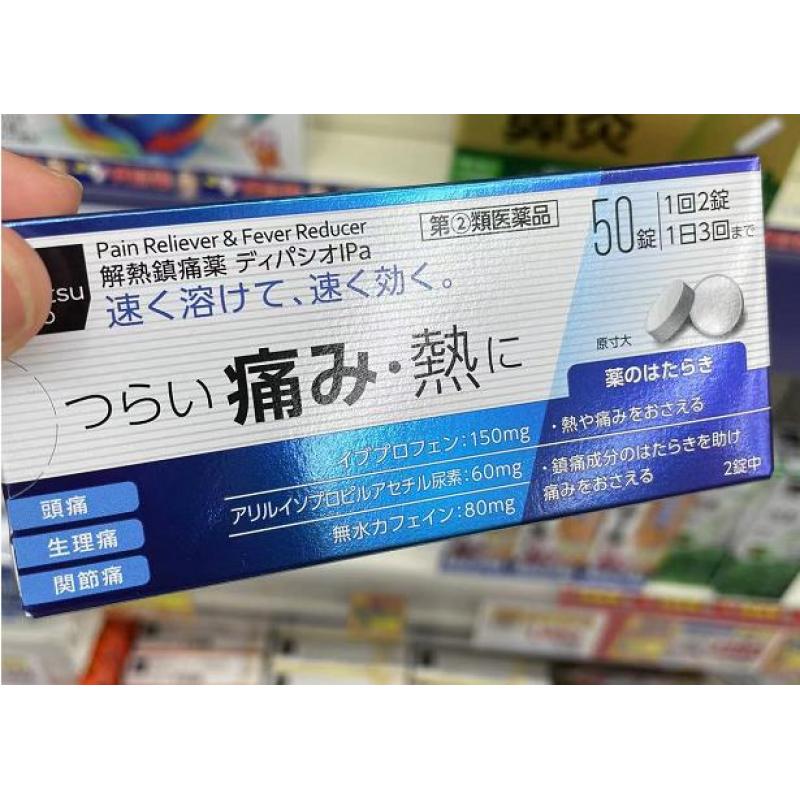 Pain Reliever & Fever Reducer
解熱鎮痛薬 ディパシオIPa
速く溶けて、速く効く。
指②類医薬品
50錠
1回2錠
1日3回まで
原寸大
つらい痛み・熱に
薬のはたらき
イブプロフェン:150mg
・熱や痛みをおさえる
アリルイソプロピルアセチル尿素:60mg
無水カフェイン:80mg
・鎮痛成分のはたらきを助け
痛みをおさえる
2錠中
頭痛
生理痛
関節痛
鼻炎